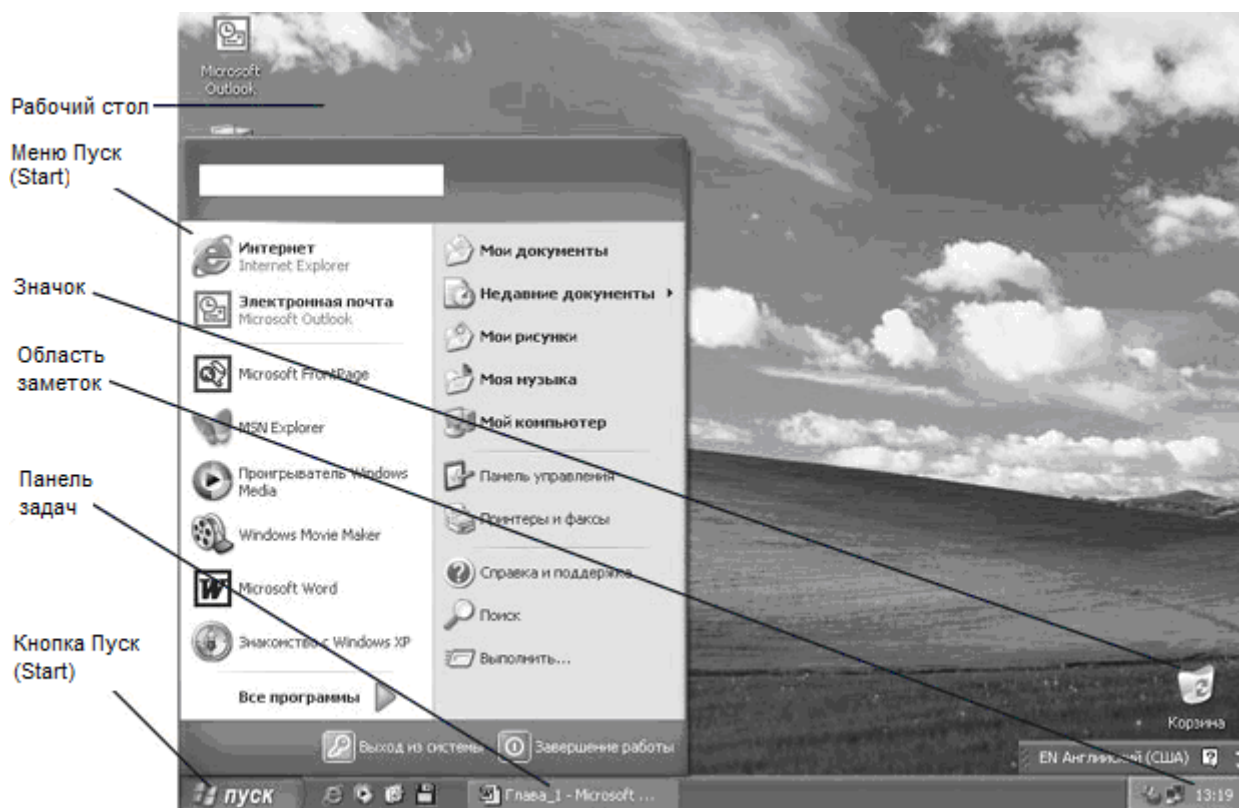 Microsoft
Outlook
Рабочий стол
Меню Пуск
(Start)
Значок
Область
заметок
Панель
задач
Кнопка Пуск
(Start)
Интернет
Internet Explorer
Электронная почта
Microsoft Outlook
Microsoft FrontPage
MSN Explorer
Проигрыватель Windows
Media
Windows Movie Maker
Microsoft Word
Знакомство с Windows XP
Все программы
Мои документы
Недавние документы
Мои рисунки
Моя музыка
Мой компьютер
Панель управления
Принтеры и факсы
Справка и поддержка
Поиск
Выполнить...
Выход из системы
Завершение работы
Корзина
EN Английский (США)
пуск
Глава_1 - Microsoft ...
13:19